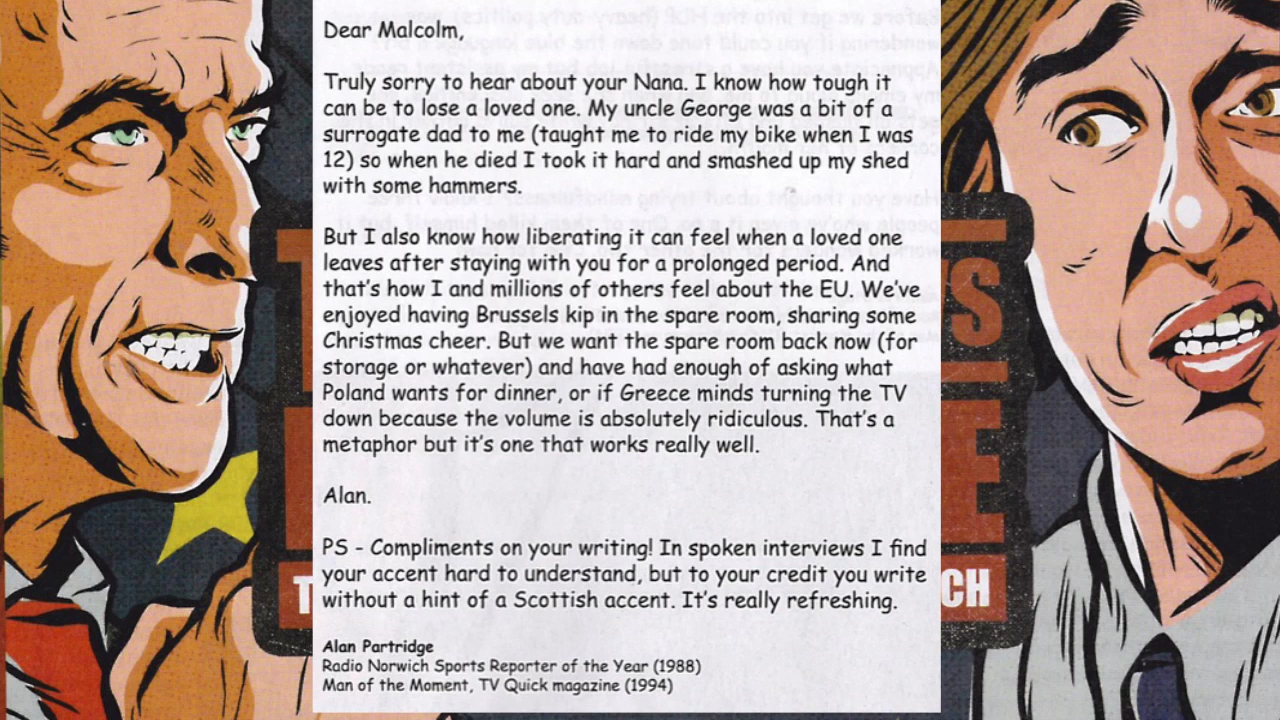 Dear Malcolm,
Truly sorry to hear about your Nana. I know how tough it
can be to lose a loved one. My uncle George was a bit of a
surrogate dad to me (taught me to ride my bike when I was
12) so when he died I took it hard and smashed up my shed
with some hammers.
But I also know how liberating it can feel when a loved one
leaves after staying with you for a prolonged period. And
that's how I and millions of others feel about the EU. We've
enjoyed having Brussels kip in the spare room, sharing some
Christmas cheer. But we want the spare room back now (for
storage or whatever) and have had enough of asking what
Poland wants for dinner, or if Greece minds turning the TV
down because the volume is absolutely ridiculous. That's a
metaphor but it's one that works really well.
Alan.
PS - Compliments on your writing! In spoken interviews I find
your accent hard to understand, but to your credit you write
without a hint of a Scottish accent. It's really refreshing.
Alan Partridge
Radio Norwich Sports Reporter of the Year (1988)
Man of the Moment, TV Quick magazine (1994)